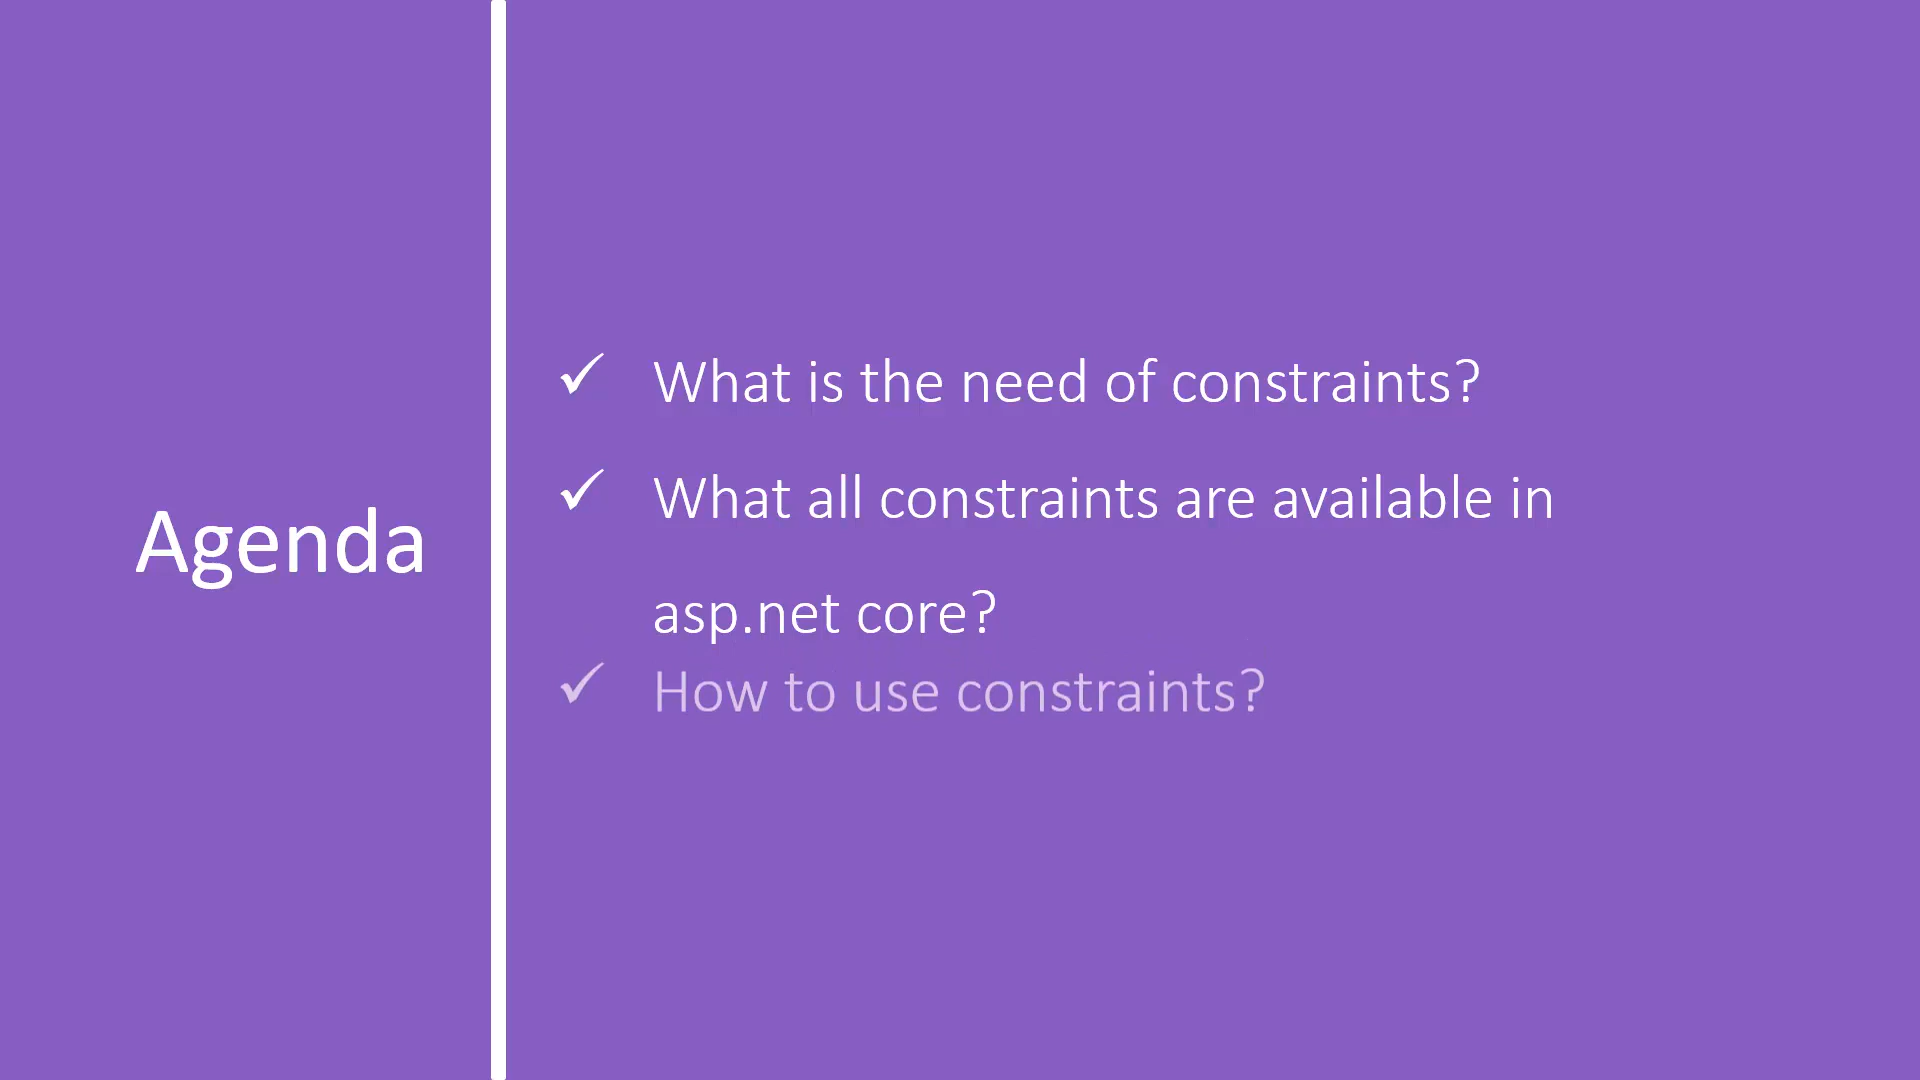 Agenda
✓ What is the need of constraints?
✓ What all constraints are available in
asp.net core?
✓ How to use constraints?